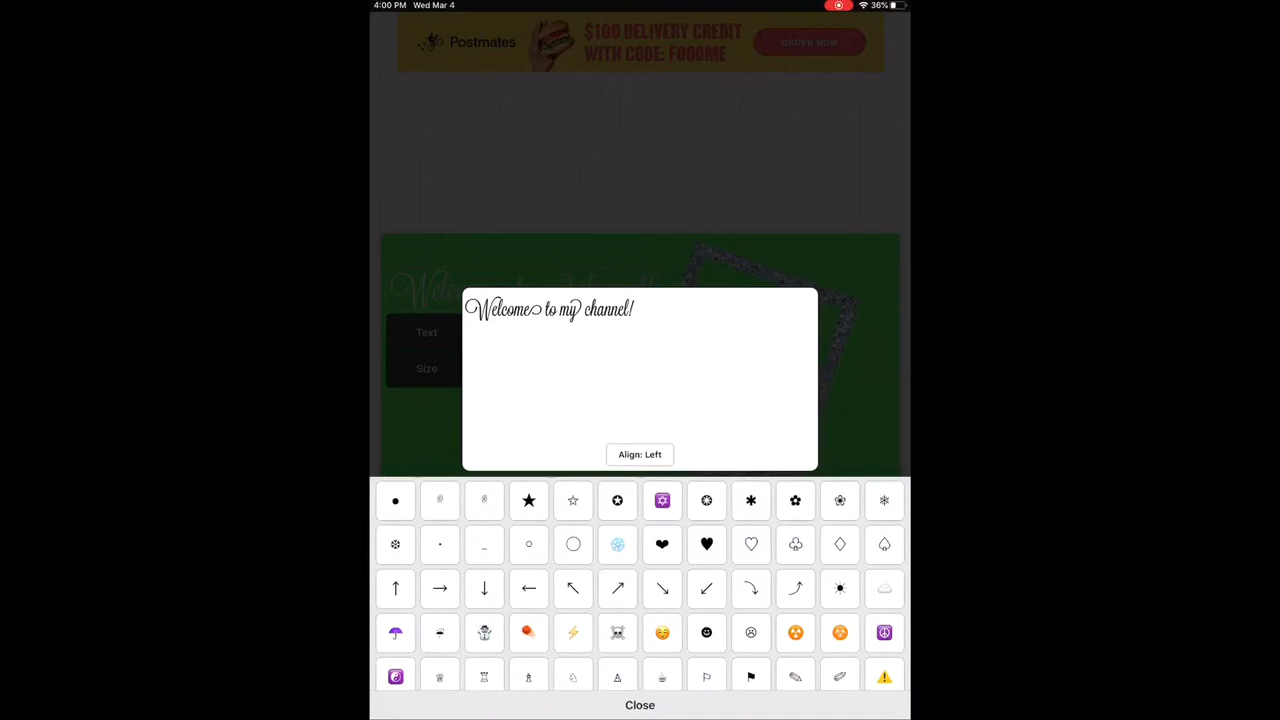 4:00 PM Wed Mar 4
36%
Postmates
$100 DELIVERY CREDIT
WITH CODE: FOODME
ORDER NOW
Welcome to my channel!
Text
Size
Align: Left
Close